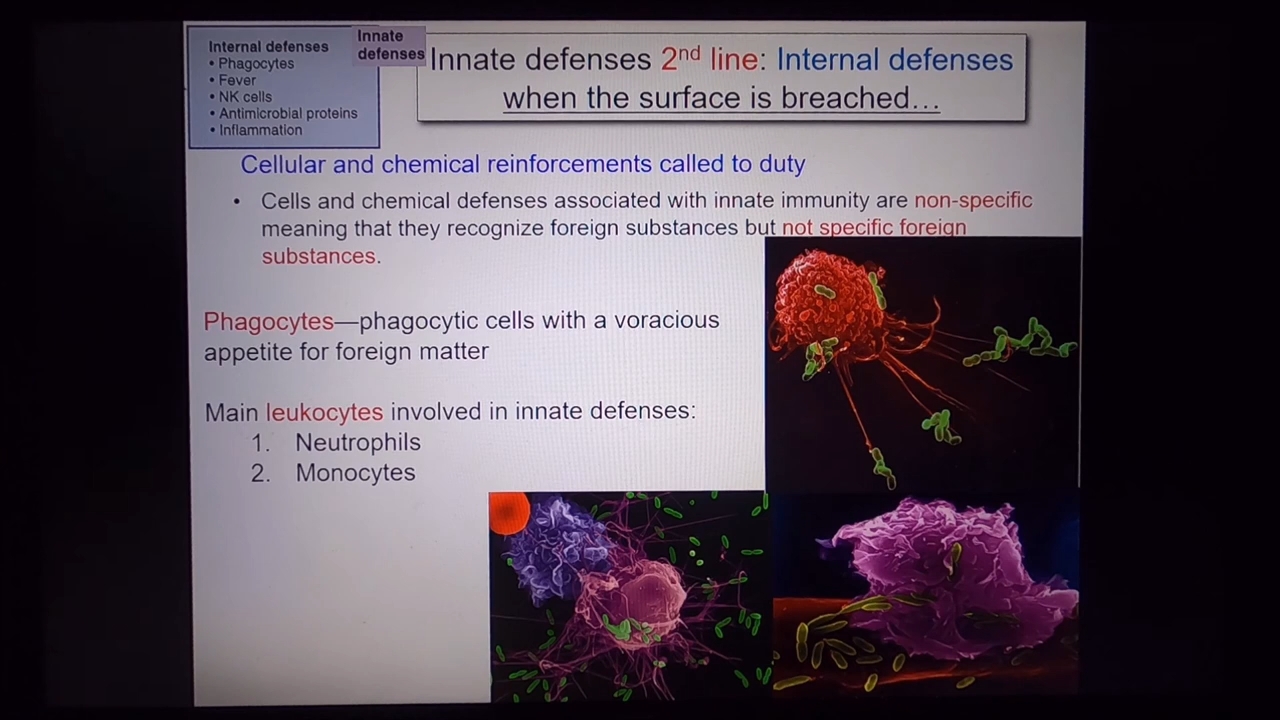 Internal defenses
• Phagocytes
• Fever
• NK cells
• Antimicrobial proteins
• Inflammation
Innate
defenses
Innate defenses 2nd line: Internal defenses
when the surface is breached…
Cellular and chemical reinforcements called to duty
• Cells and chemical defenses associated with innate immunity are non-specific
meaning that they recognize foreign substances but not specific foreign
substances.
Phagocytes—phagocytic cells with a voracious
appetite for foreign matter
Main leukocytes involved in innate defenses:
1. Neutrophils
2. Monocytes